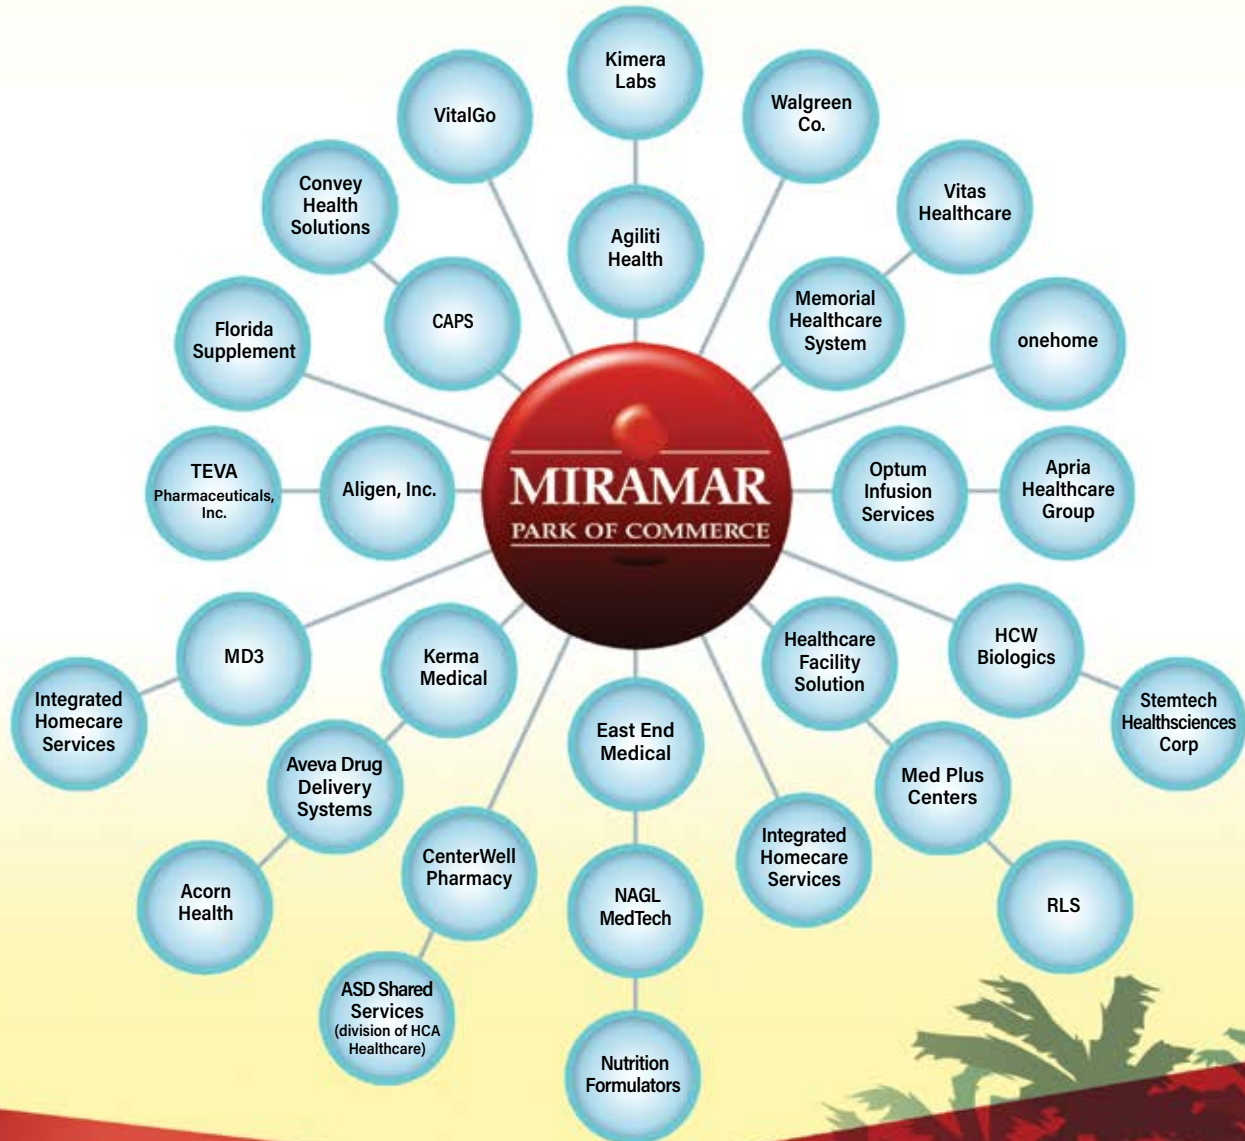 Kimera
Labs
VitalGo
Walgreen
Co.
Convey
Health
Solutions
Vitas
Healthcare
Agiliti
Health
CAPS
Memorial
Healthcare
System
Florida
Supplement
onehome
TEVA
Pharmaceuticals,
Inc.
Aligen, Inc.
MIRAMAR
PARK OF COMMERCE
Optum
Infusion
Services
Apria
Healthcare
Group
MD3
Kerma
Medical
Healthcare
Facility
Solution
HCW
Biologics
Integrated
Homecare
Services
East End
Medical
Stemtech
Healthsciences
Corp
Aveva Drug
Delivery
Systems
Med Plus
Centers
CenterWell
Pharmacy
Integrated
Homecare
Services
Acorn
Health
NAGL
MedTech
RLS
ASD Shared
Services
(division of HCA
Healthcare)
Nutrition
Formulators